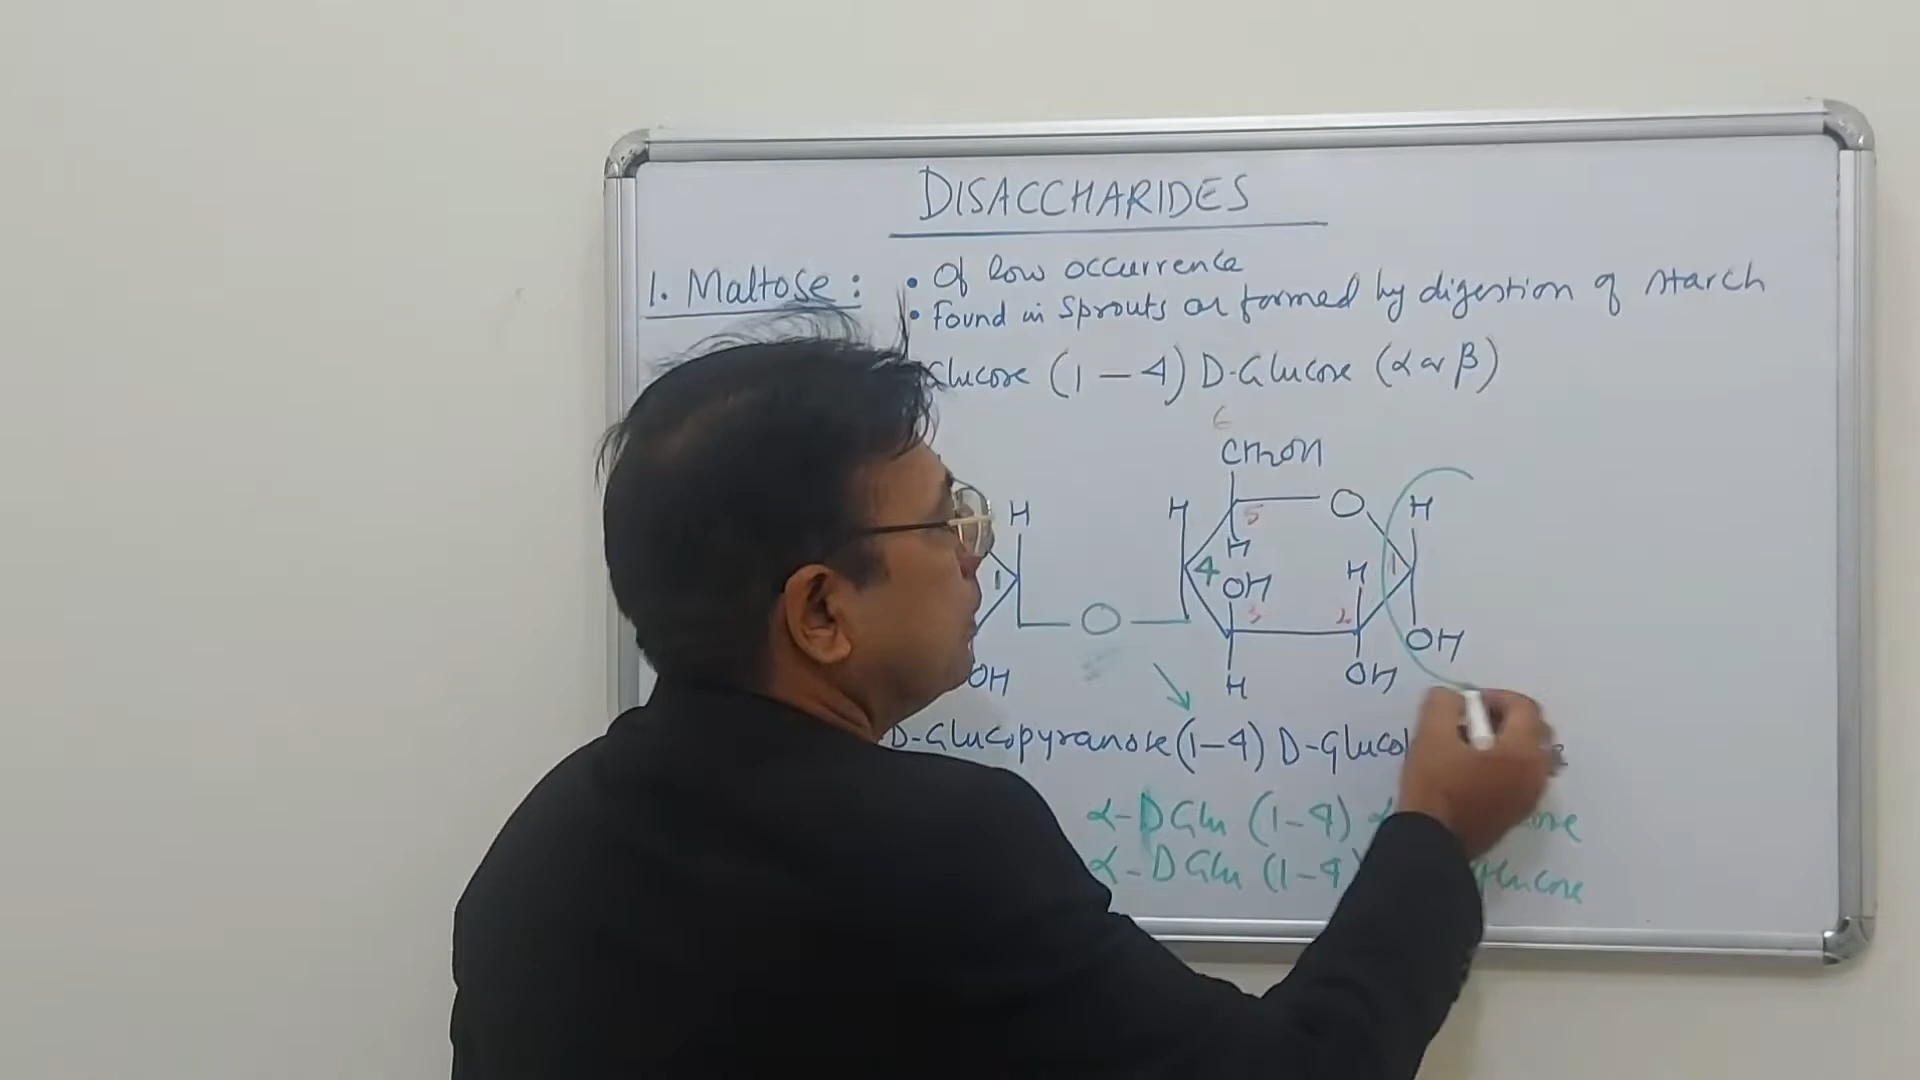 DISACCHARIDES
1. Maltose :
• Of low occurrence
• Found in Sprouts or formed by digestion of starch
Glucose (1 – 4) D-Glucose (α or β)
6
CH2OH
H H O H
5
H
1 4 OH H 1
3 2
O OH
OH H OH
D-Glucopyranose (1–4) D-Gluco
α-DGlu (1–4)
α-DGlu (1–4) Glucose